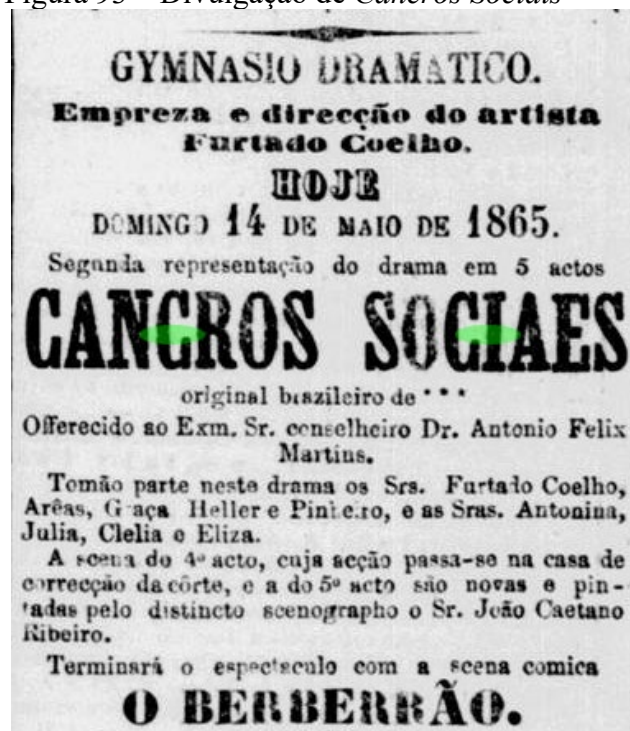 Figura 93 – Divulgação de Cancros Sociais
GYMNASIO DRAMATICO.
Empreza e direcção do artista
Furtado Coelho.
HOJE
DOMINGO 14 DE MAIO DE 1865.
Segunda representação do drama em 5 actos
CANCROS SOCIAES
original brazileiro de * * *
Offerecido ao Exm. Sr. conselheiro Dr. Antonio Felix
Martins.
Tomão parte neste drama os Srs. Furtado Coelho,
Arêas, Graça Heller e Pinheiro, e as Sras. Antonina,
Julia, Clelia e Eliza.
A scena do 4º acto, cuja acção passa-se na casa de
correcção da côrte, e a do 5º acto são novas e pin-
tadas pelo distincto scenographo o Sr. João Caetano
Ribeiro.
Terminará o espectaculo com a scena comica
O BERBERRÃO.